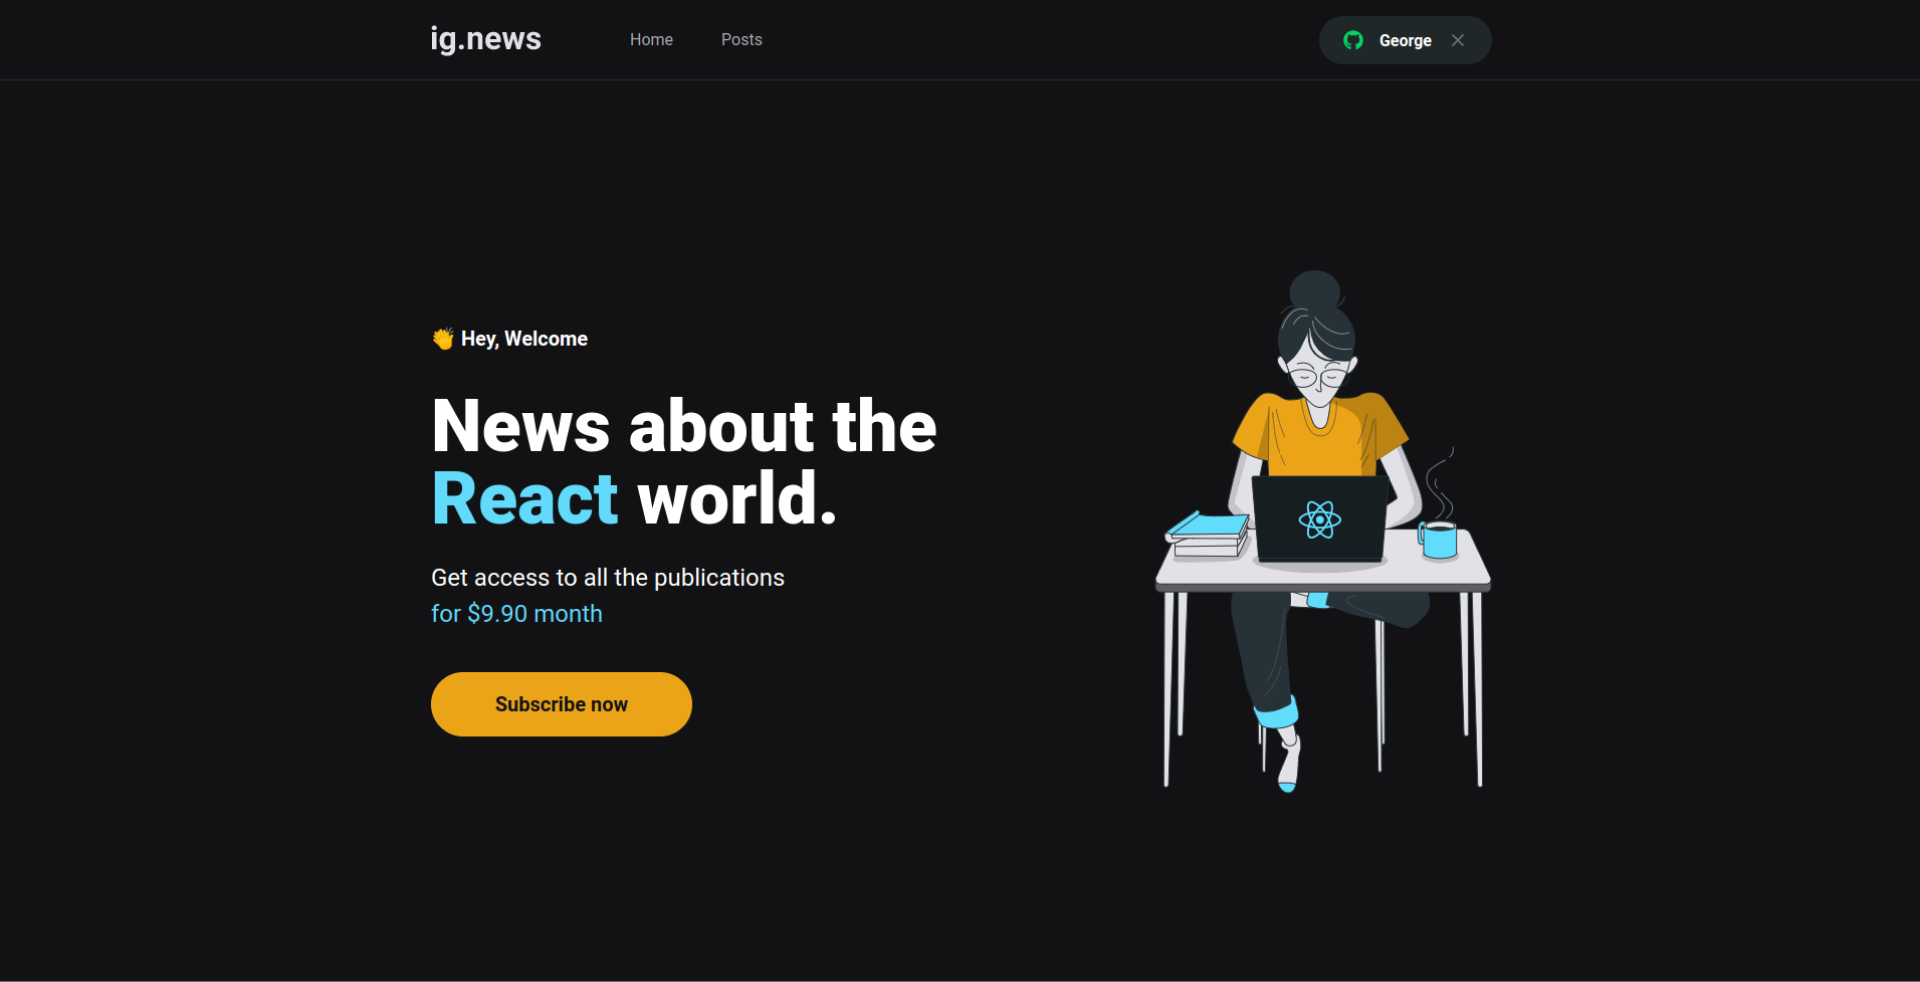 ig.news
Home
Posts
George
👏 Hey, Welcome
News about the
React world.
Get access to all the publications
for $9.90 month
Subscribe now